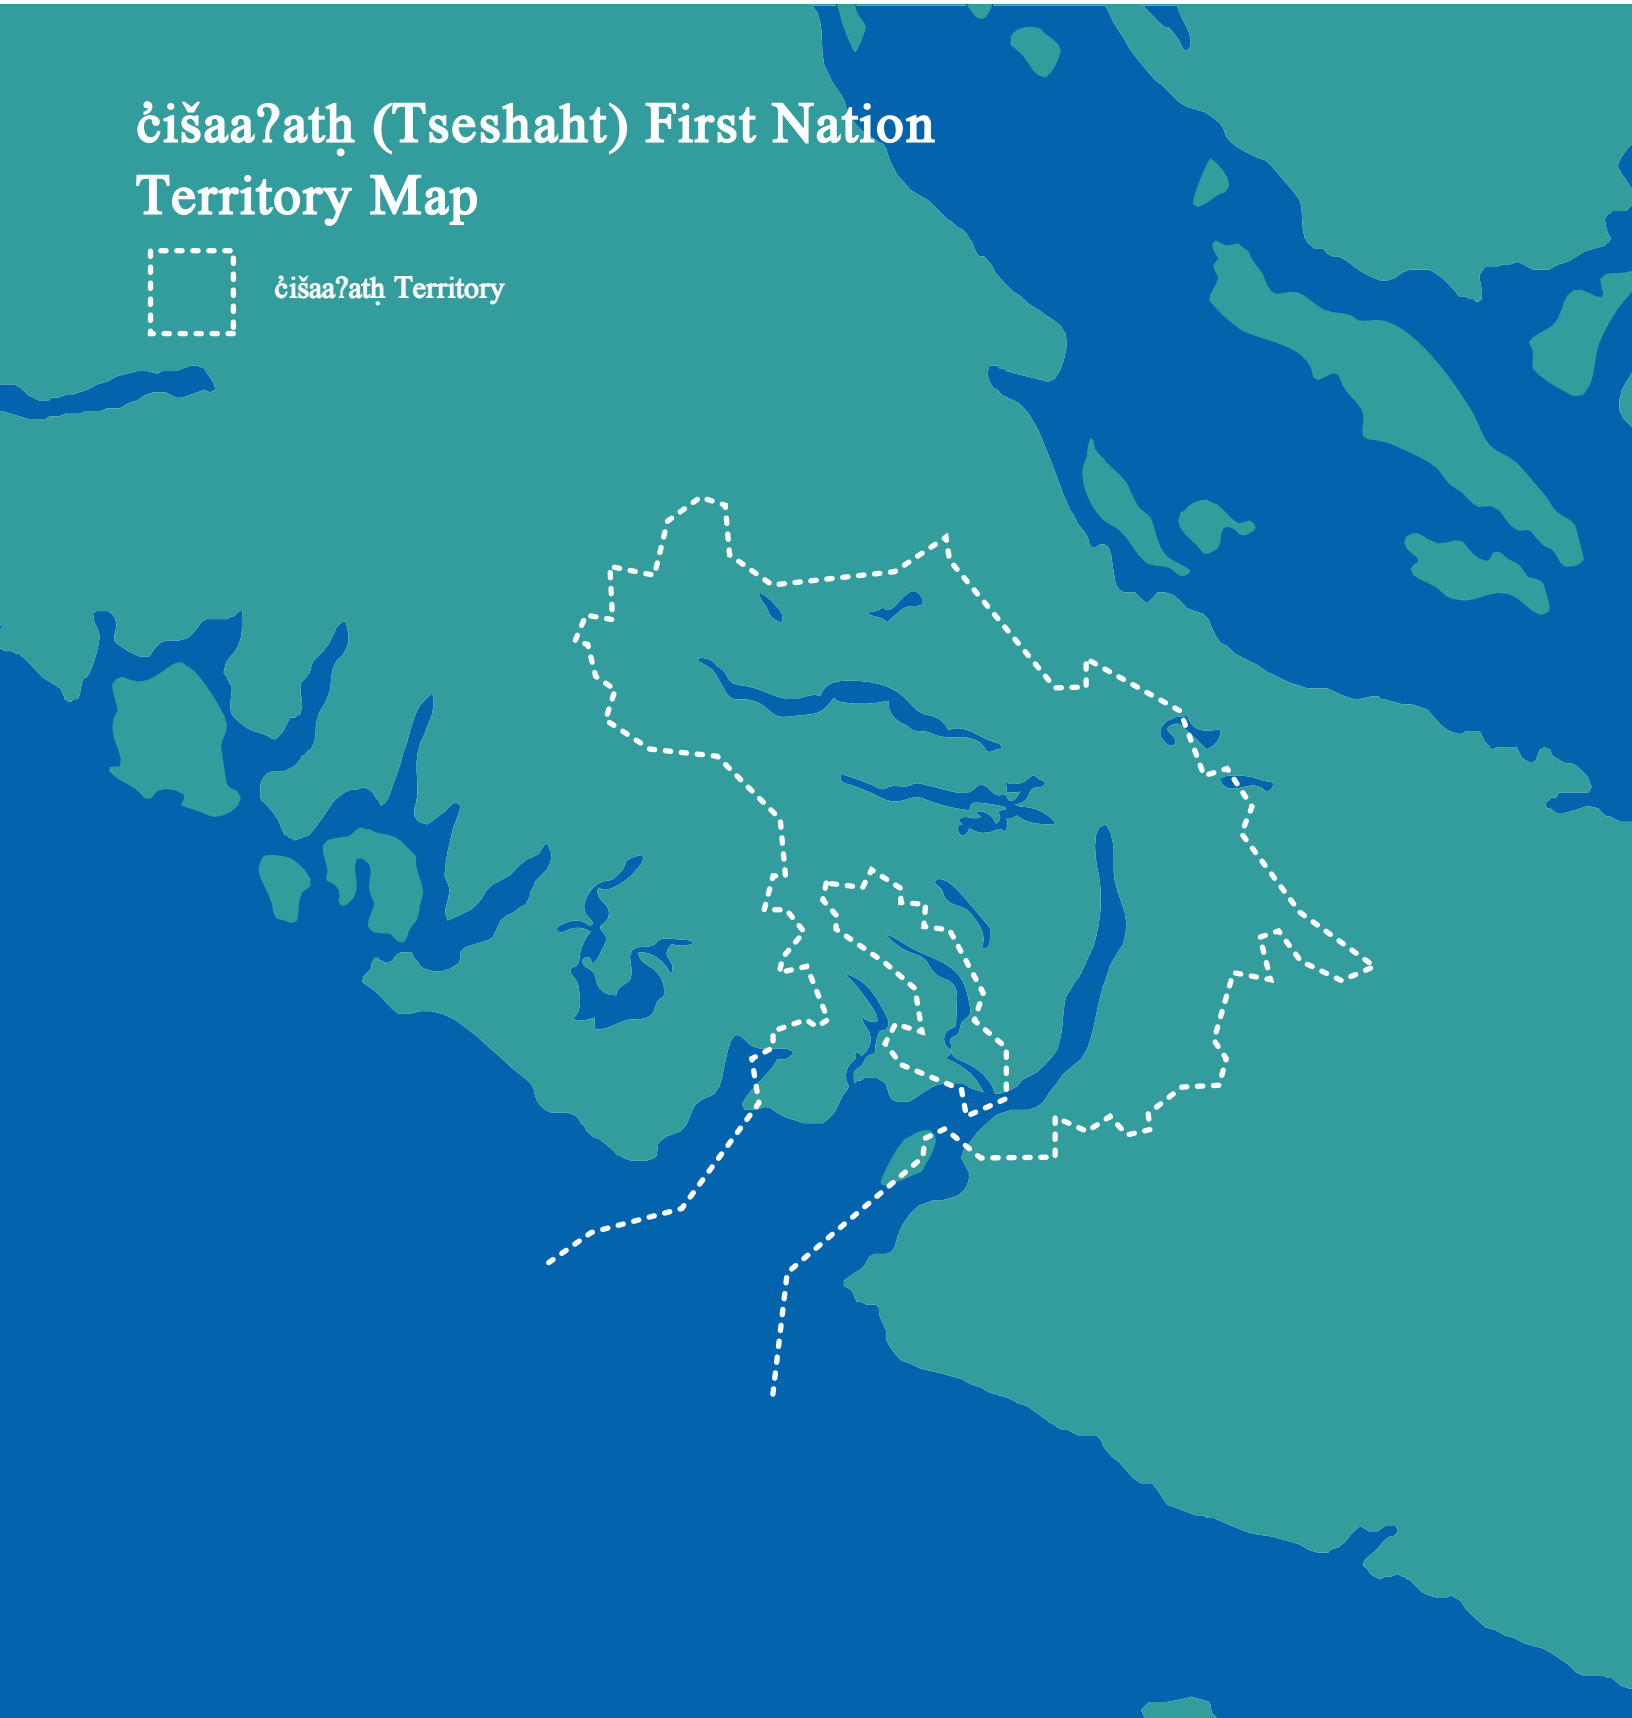 c̓išaaʔatḥ (Tseshaht) First Nation
Territory Map
c̓išaaʔatḥ Territory